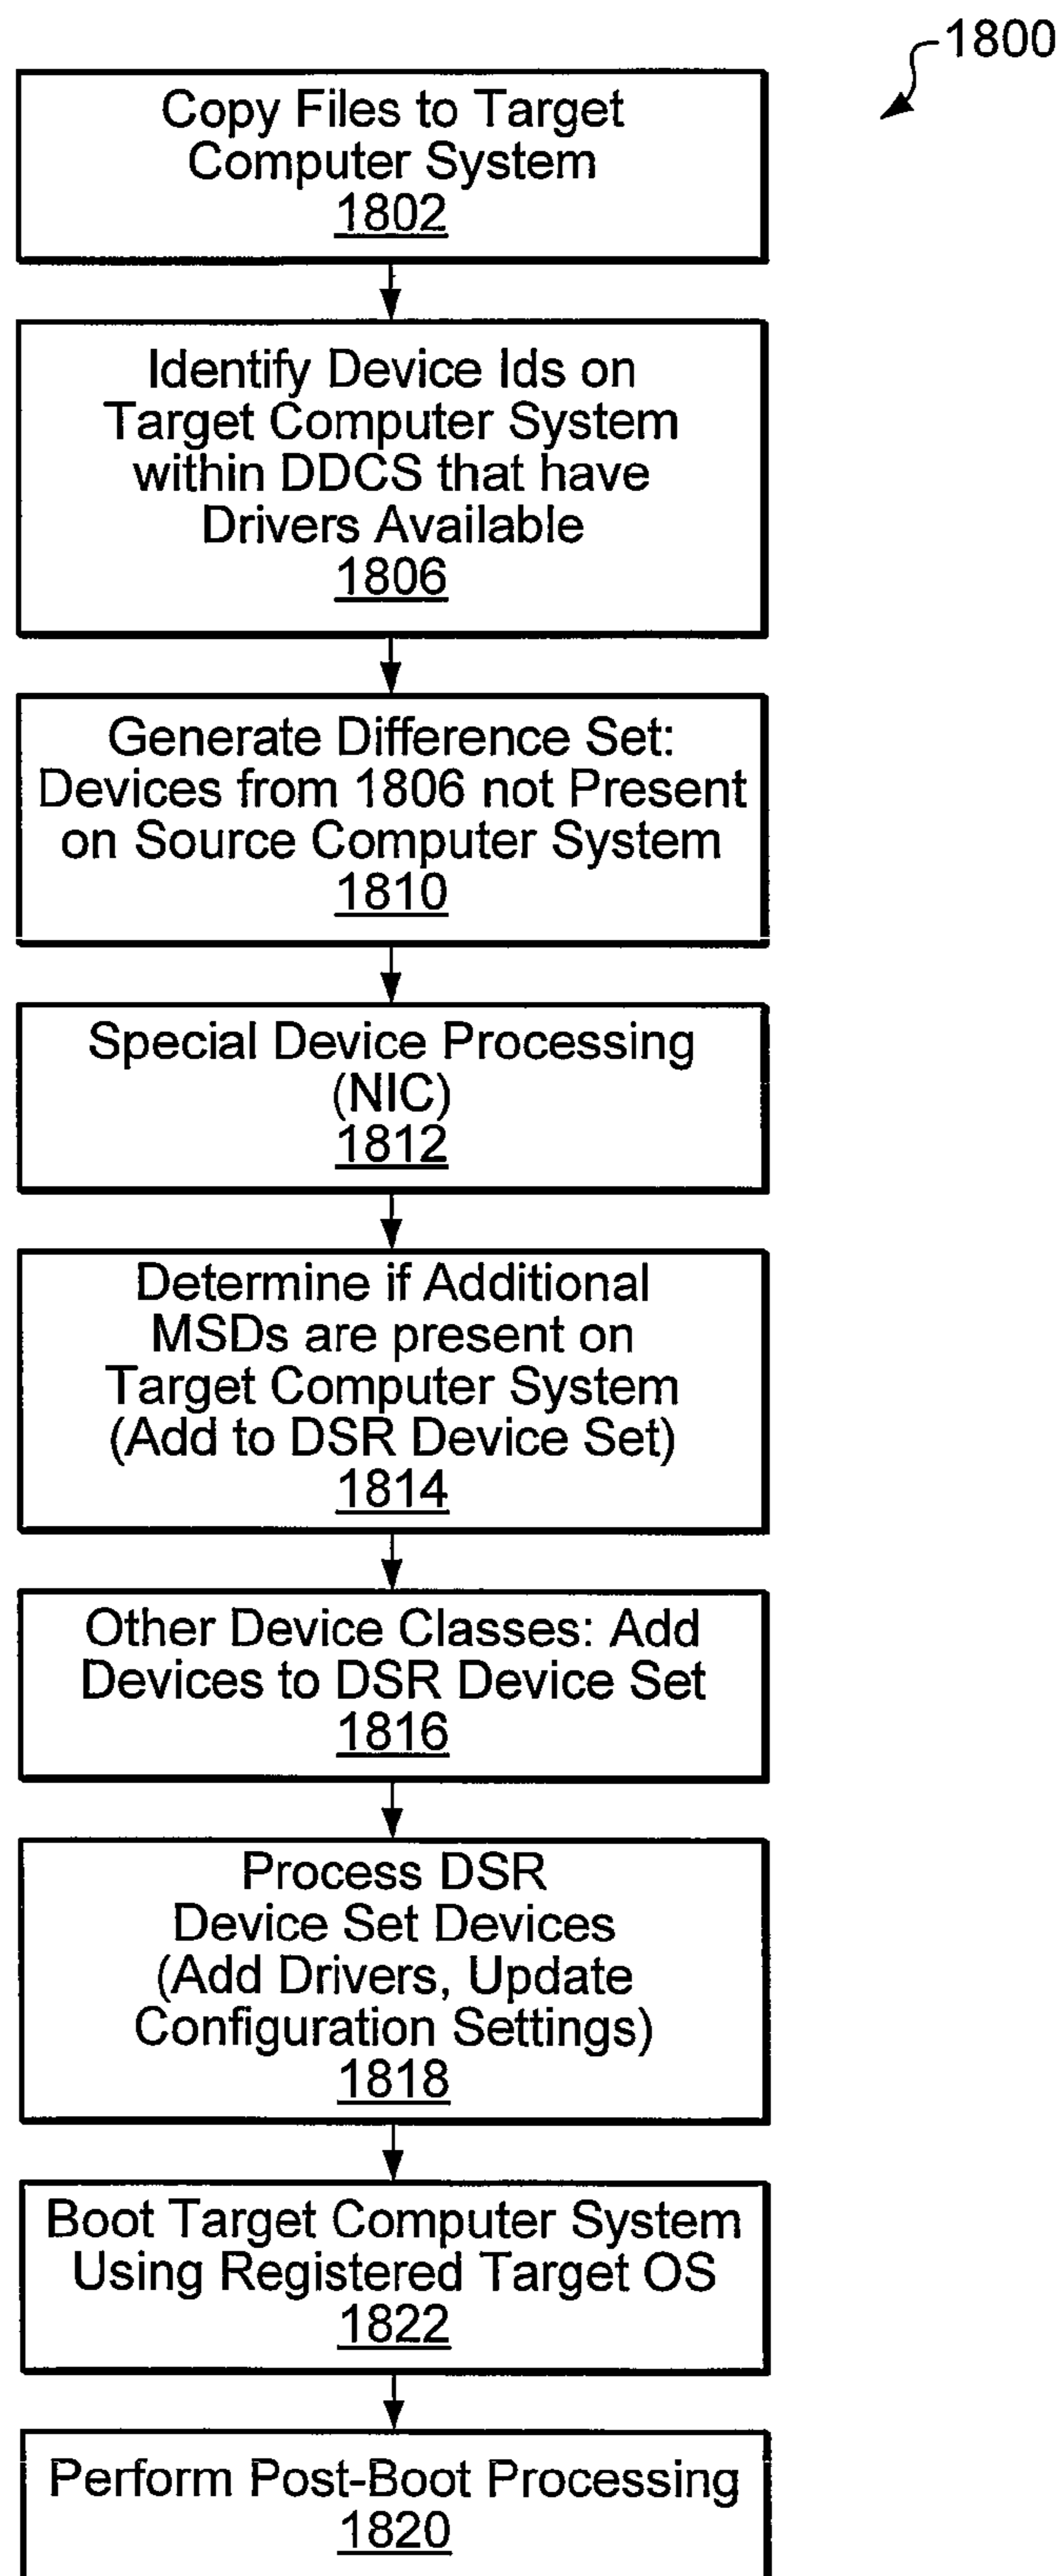 1800
Copy Files to Target
Computer System
1802
Identify Device Ids on
Target Computer System
within DDCS that have
Drivers Available
1806
Generate Difference Set:
Devices from 1806 not Present
on Source Computer System
1810
Special Device Processing
(NIC)
1812
Determine if Additional
MSDs are present on
Target Computer System
(Add to DSR Device Set)
1814
Other Device Classes: Add
Devices to DSR Device Set
1816
Process DSR
Device Set Devices
(Add Drivers, Update
Configuration Settings)
1818
Boot Target Computer System
Using Registered Target OS
1822
Perform Post-Boot Processing
1820